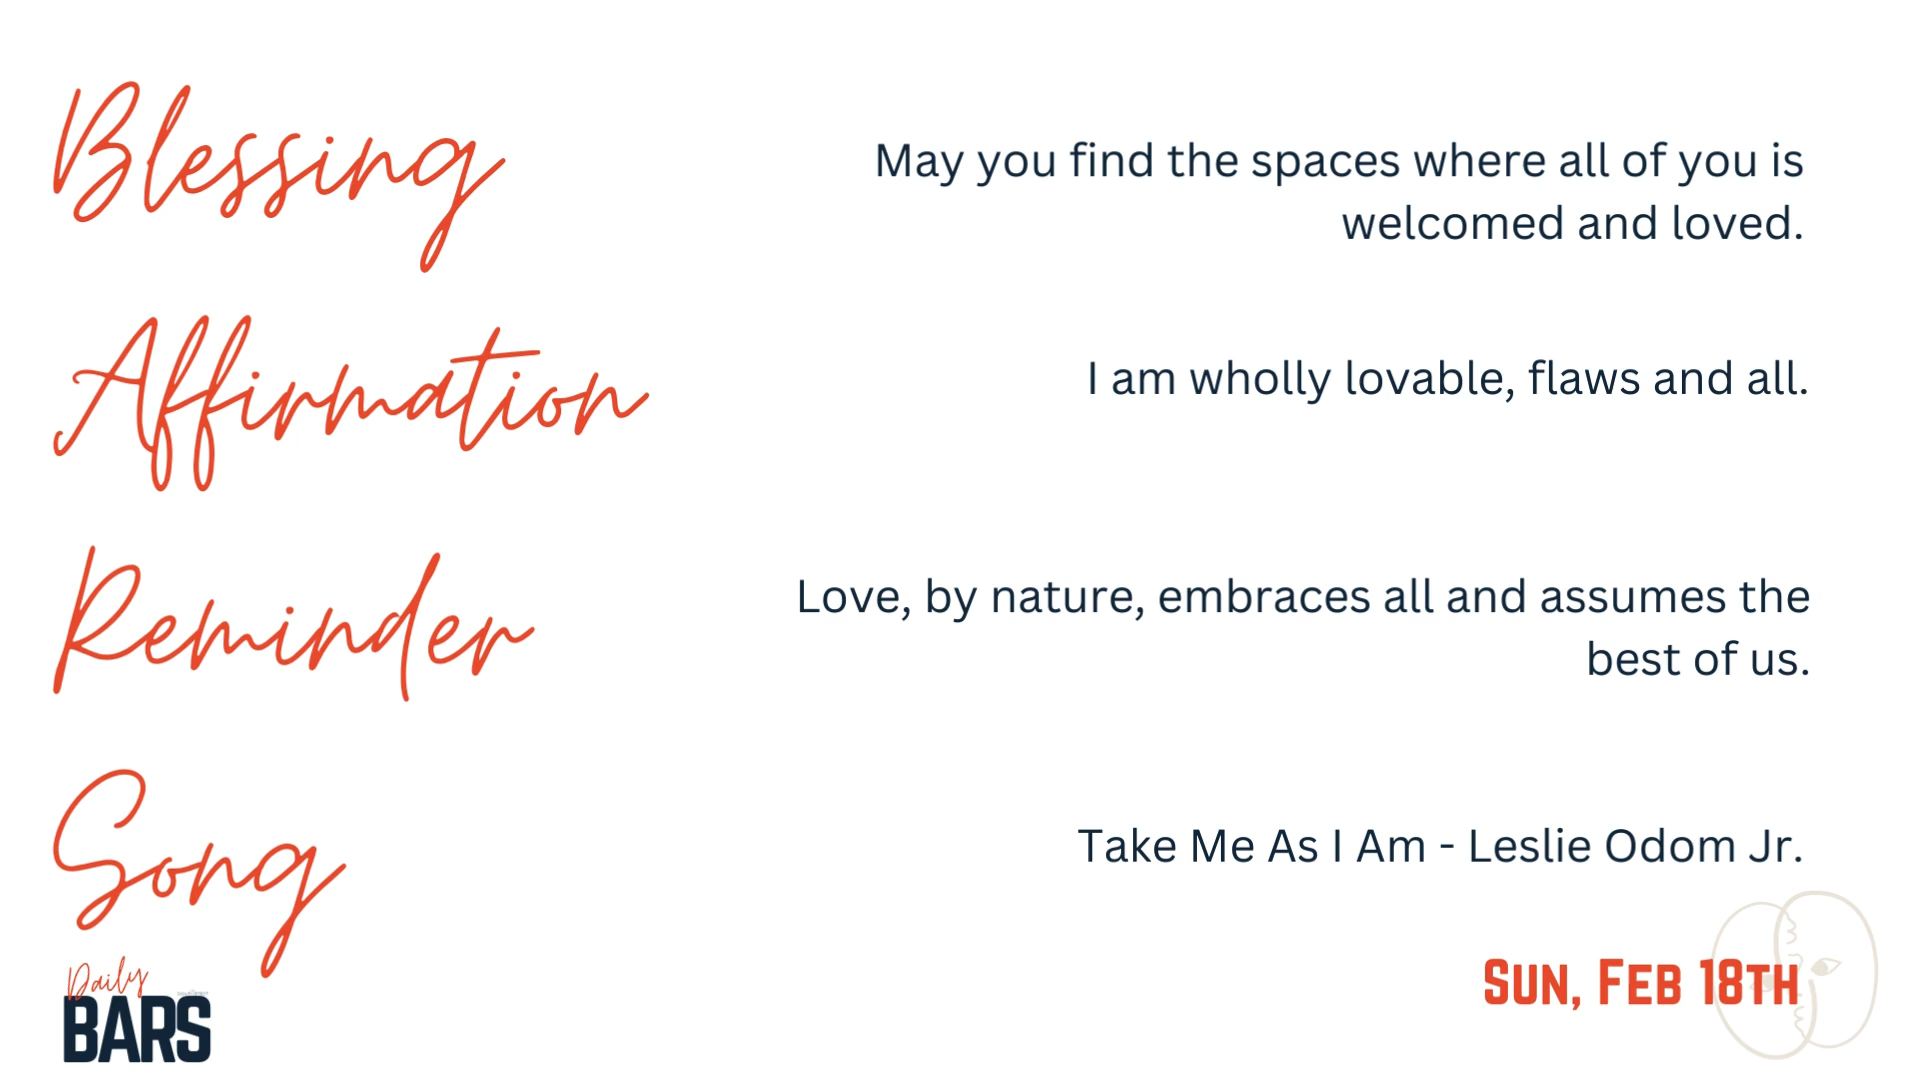 Blessing
May you find the spaces where all of you is
welcomed and loved.
Affirmation
I am wholly lovable, flaws and all.
Reminder
Love, by nature, embraces all and assumes the
best of us.
Song
Take Me As I Am - Leslie Odom Jr.
Daily
BARS
Sun, Feb 18th